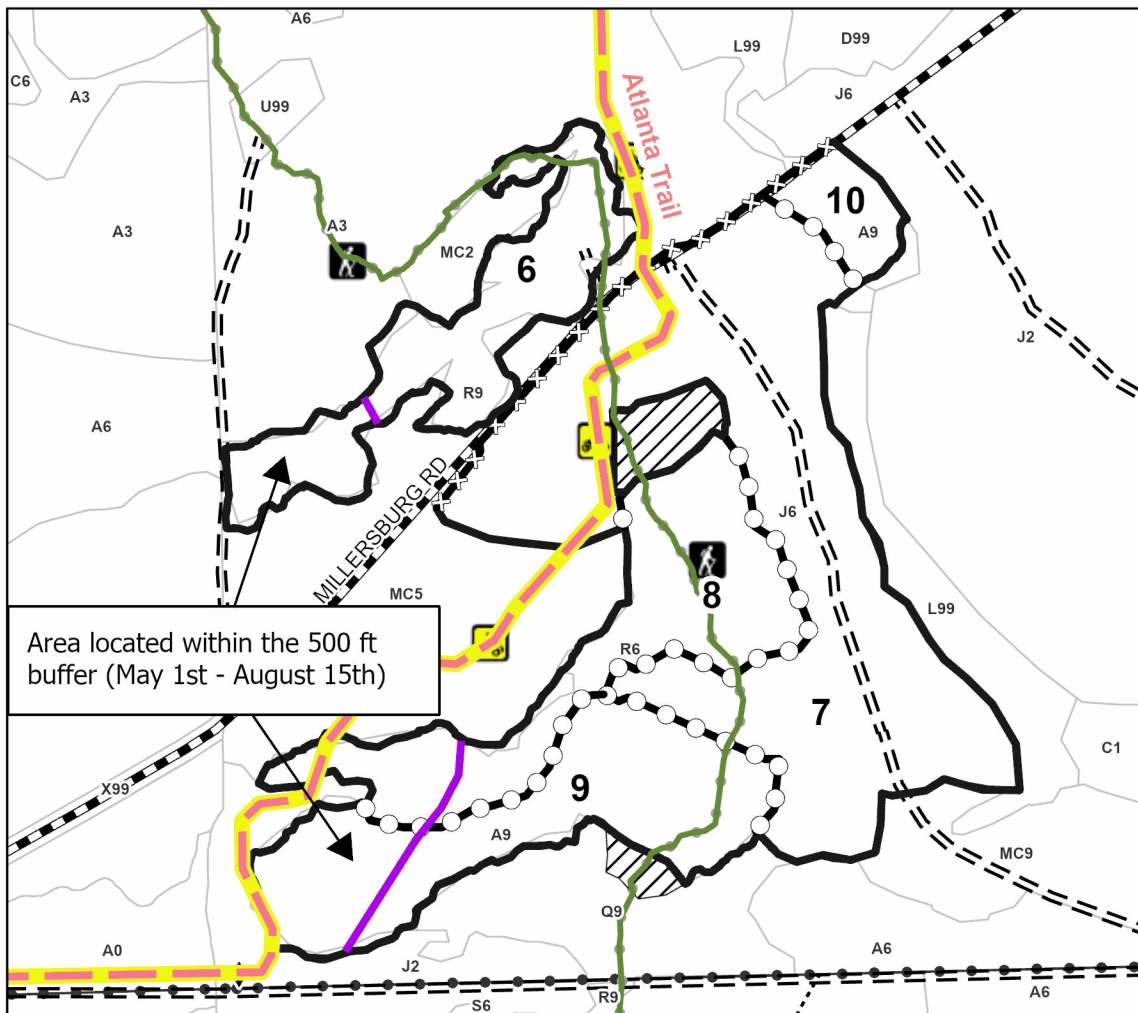 A6
L99
D99
C6
A3
J6
U99
Atlanta Trail
10
A3
A3
A9
MC2
6
J2
R9
A6
MILLERSBURG RD
J6
MC5
8
L99
Area located within the 500 ft
buffer (May 1st - August 15th)
R6
7
C1
X99
9
A9
MC9
Q9
A0
J2
A6
S6
R9
A6